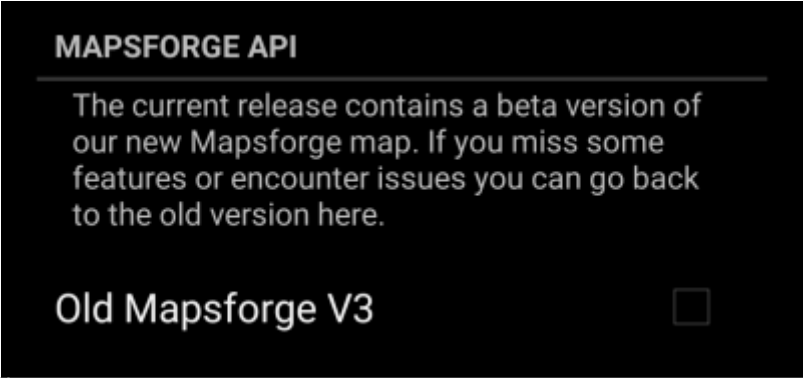 MAPSFORGE API
The current release contains a beta version of
our new Mapsforge map. If you miss some
features or encounter issues you can go back
to the old version here.
Old Mapsforge V3